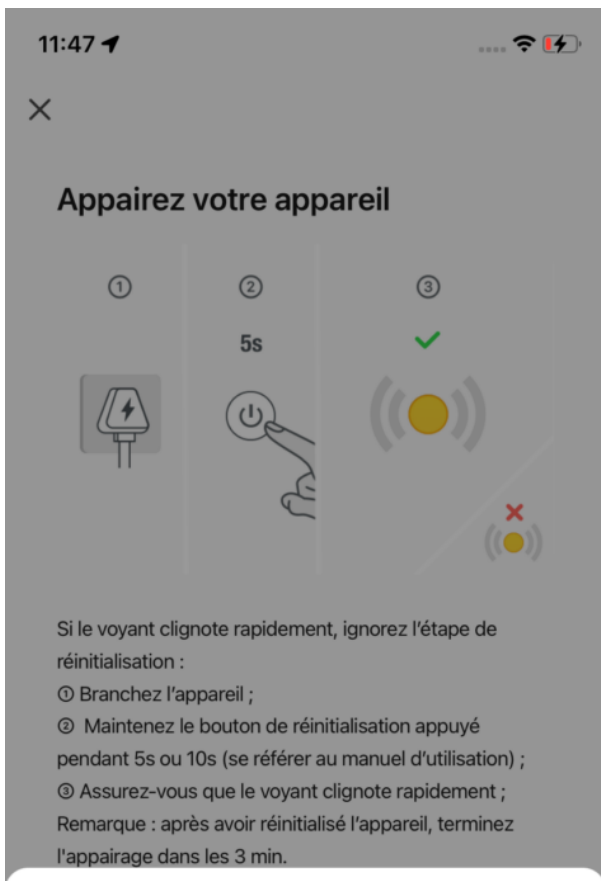 11:47
Appairez votre appareil
① ② ③
5s
Si le voyant clignote rapidement, ignorez l’étape de
réinitialisation :
① Branchez l’appareil ;
② Maintenez le bouton de réinitialisation appuyé
pendant 5s ou 10s (se référer au manuel d’utilisation) ;
③ Assurez-vous que le voyant clignote rapidement ;
Remarque : après avoir réinitialisé l’appareil, terminez
l'appairage dans les 3 min.